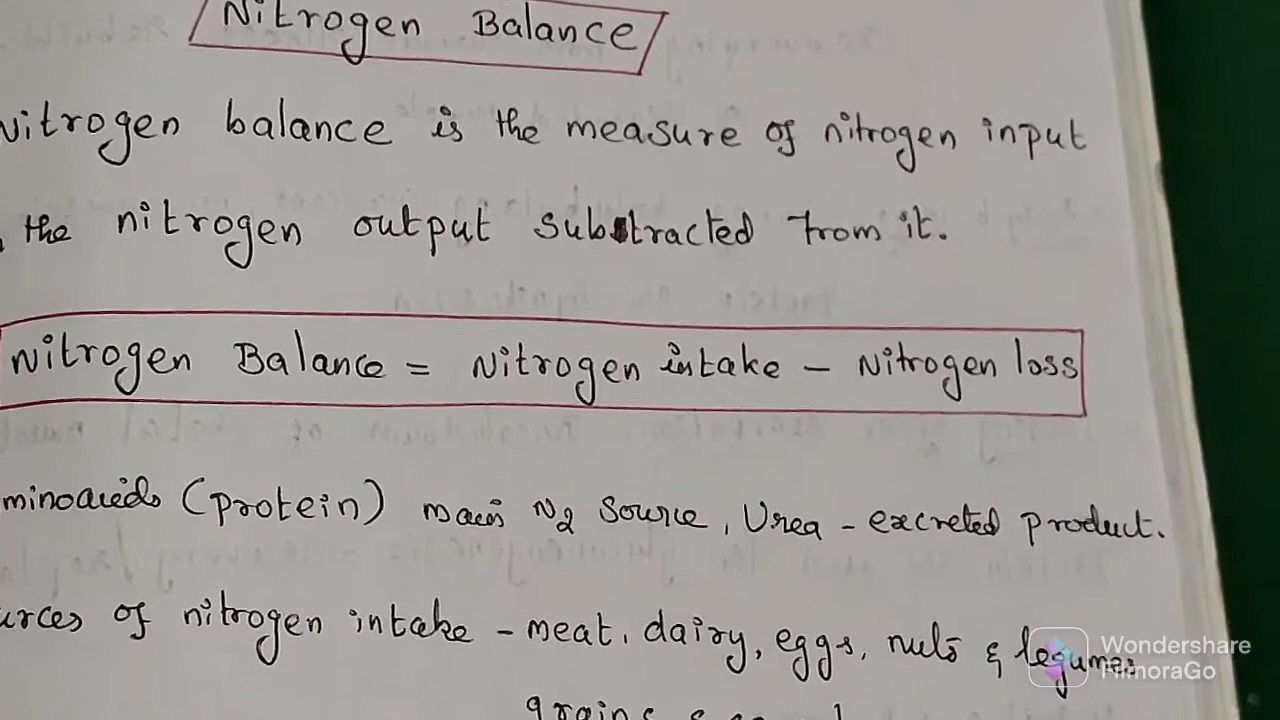 Nitrogen Balance
Nitrogen balance is the measure of nitrogen input
the nitrogen output substracted from it.
Nitrogen Balance = Nitrogen intake - Nitrogen loss
minoacids (protein) main N2 source, Urea - excreted product.
urces of nitrogen intake - meat, dairy, eggs, nuts & legumes
grains &
Wondershare
FilmoraGo